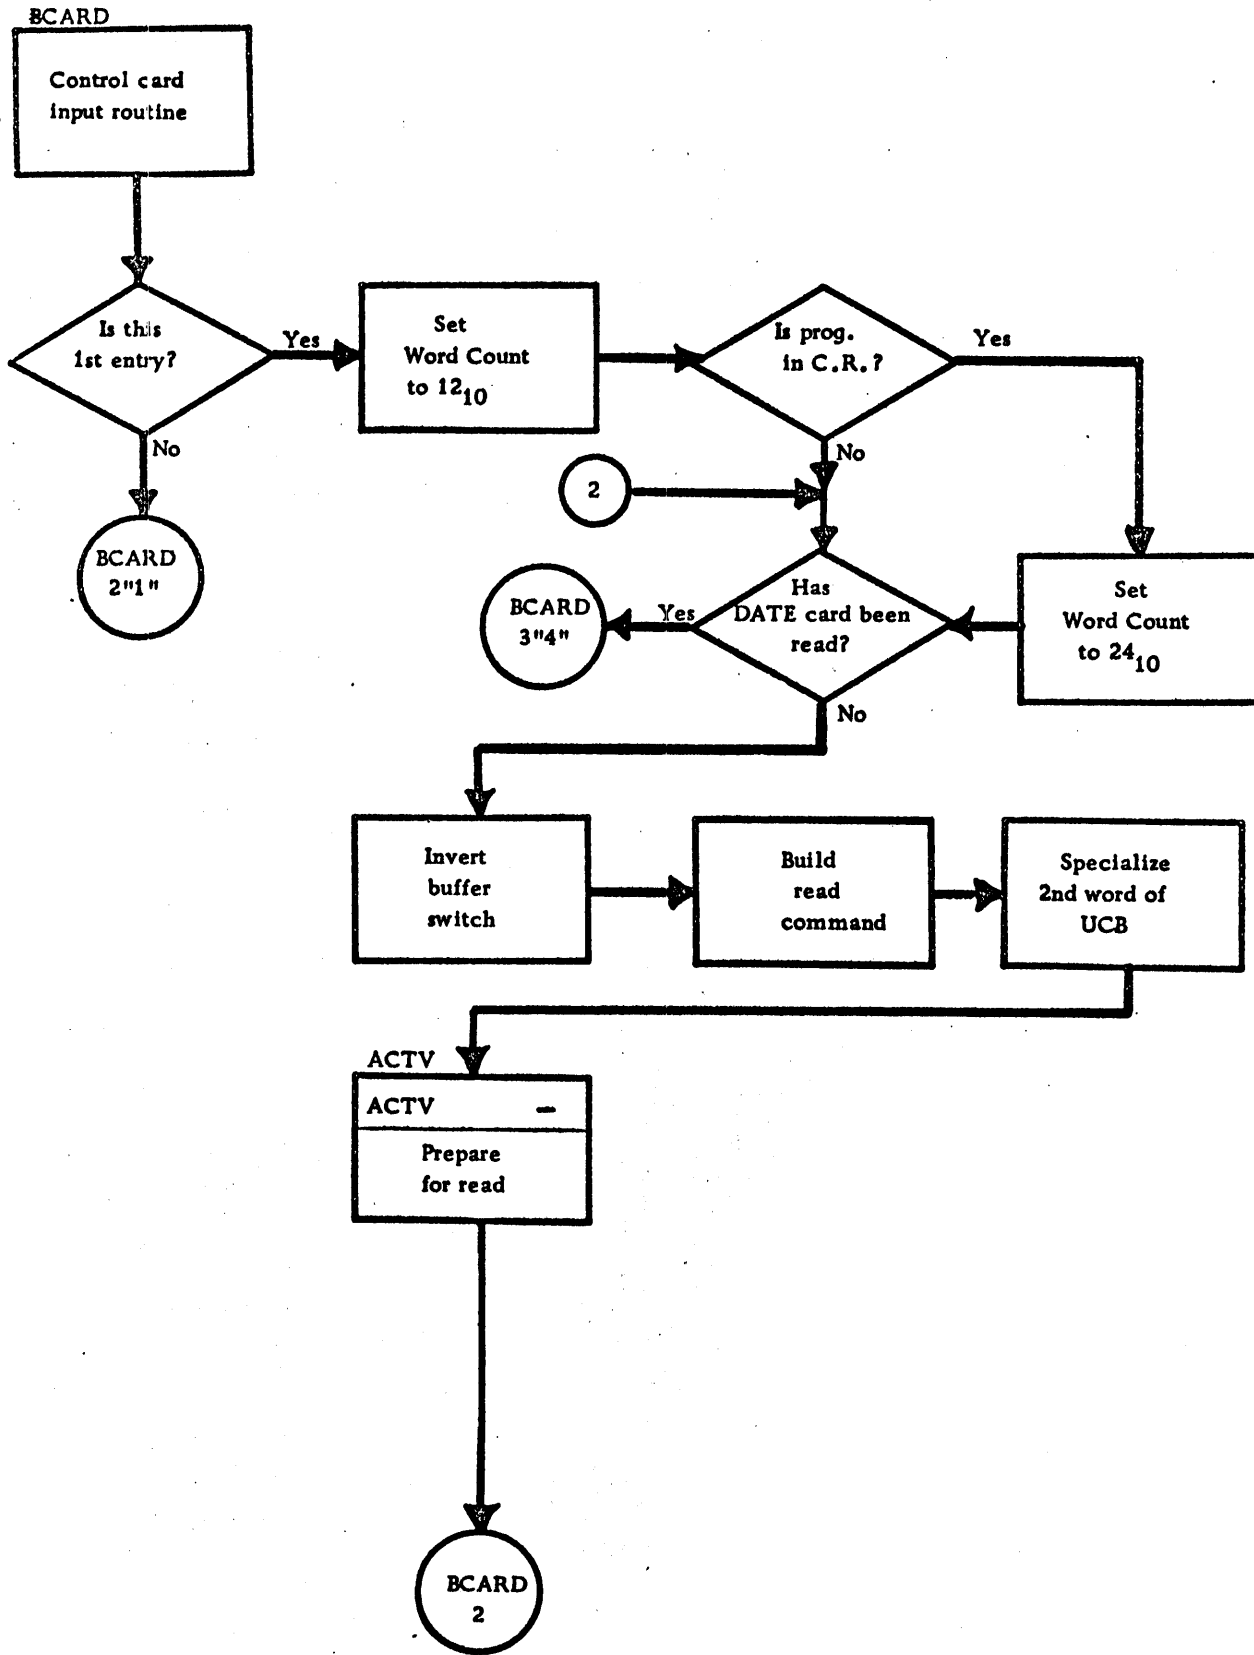 BCARD
Control card
input routine
Is this
1st entry?
Yes
No
BCARD
2"1"
Set
Word Count
to 12₁₀
Is prog.
in C.R.?
Yes
No
2
Set
Word Count
to 24₁₀
Has
DATE card been
read?
Yes
No
BCARD
3"4"
Invert
buffer
switch
Build
read
command
Specialize
2nd word of
UCB
ACTV
ACTV –
Prepare
for read
BCARD
2